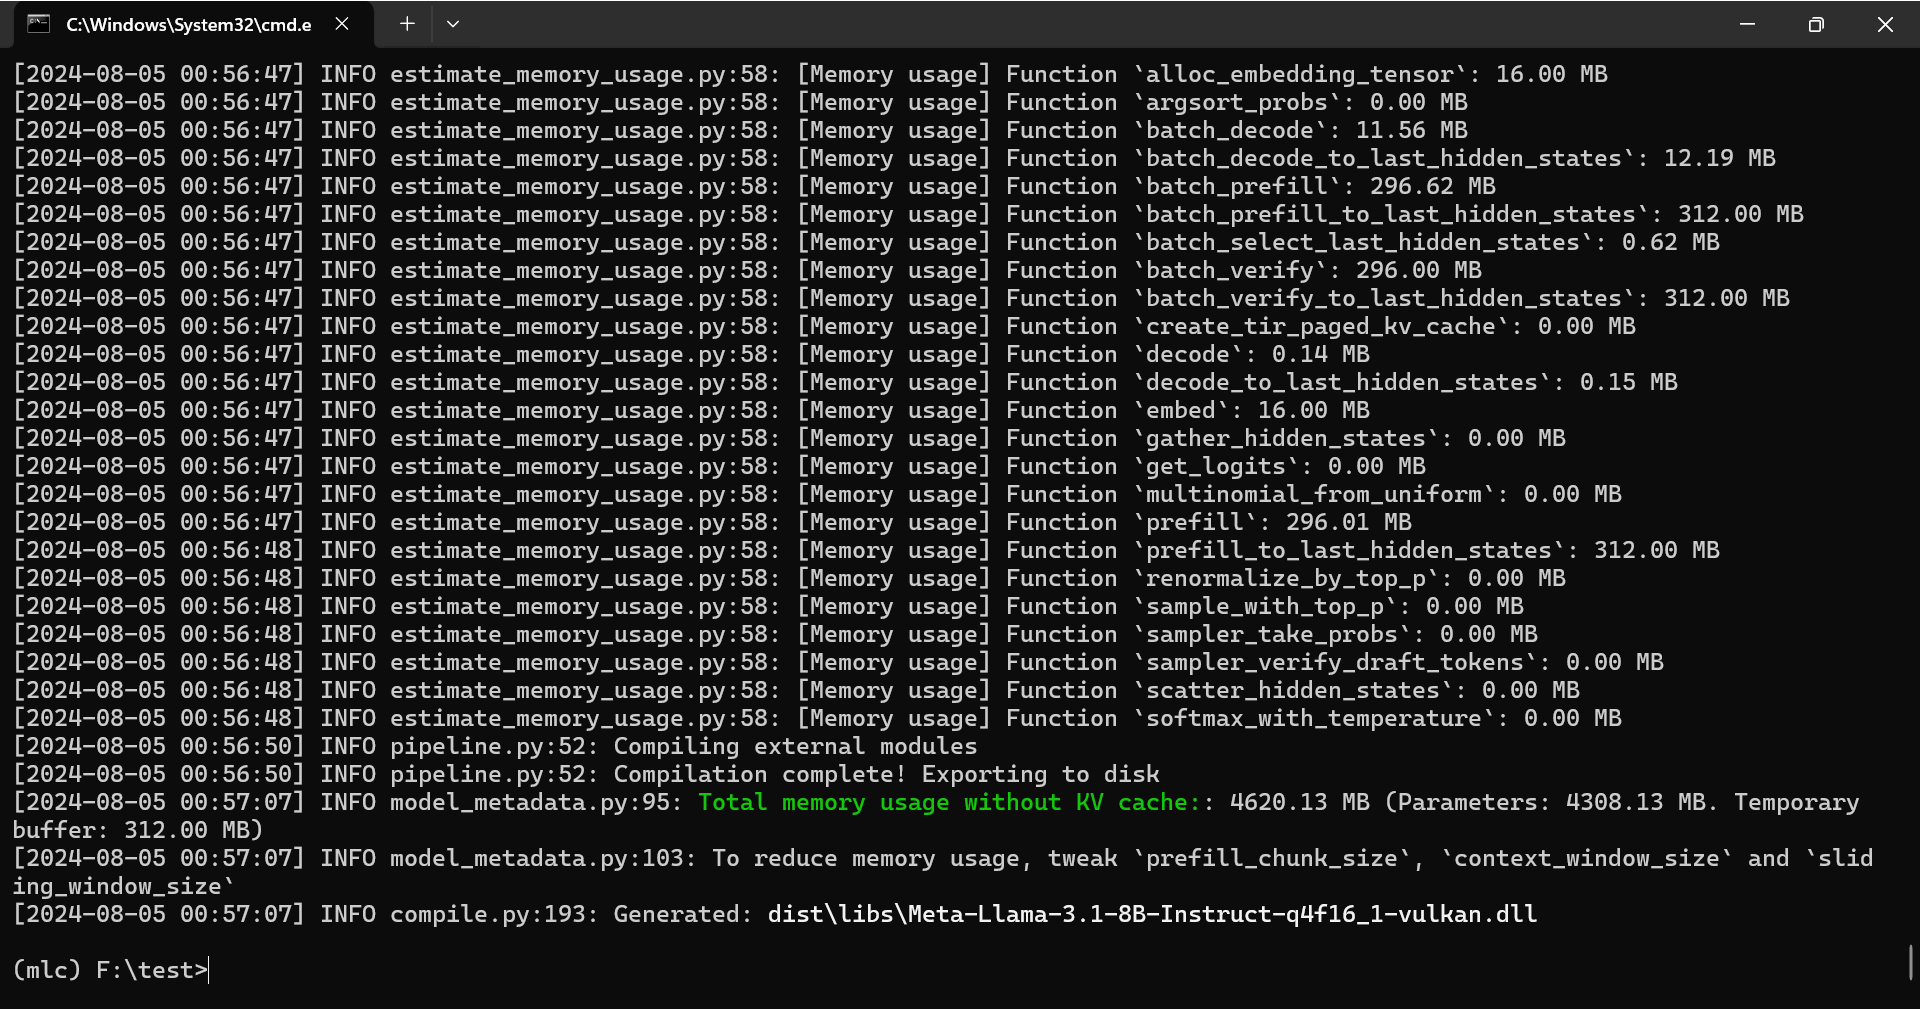 C:\Windows\System32\cmd.e
[2024-08-05 00:56:47] INFO estimate_memory_usage.py:58: [Memory usage] Function `alloc_embedding_tensor`: 16.00 MB
[2024-08-05 00:56:47] INFO estimate_memory_usage.py:58: [Memory usage] Function `argsort_probs`: 0.00 MB
[2024-08-05 00:56:47] INFO estimate_memory_usage.py:58: [Memory usage] Function `batch_decode`: 11.56 MB
[2024-08-05 00:56:47] INFO estimate_memory_usage.py:58: [Memory usage] Function `batch_decode_to_last_hidden_states`: 12.19 MB
[2024-08-05 00:56:47] INFO estimate_memory_usage.py:58: [Memory usage] Function `batch_prefill`: 296.62 MB
[2024-08-05 00:56:47] INFO estimate_memory_usage.py:58: [Memory usage] Function `batch_prefill_to_last_hidden_states`: 312.00 MB
[2024-08-05 00:56:47] INFO estimate_memory_usage.py:58: [Memory usage] Function `batch_select_last_hidden_states`: 0.62 MB
[2024-08-05 00:56:47] INFO estimate_memory_usage.py:58: [Memory usage] Function `batch_verify`: 296.00 MB
[2024-08-05 00:56:47] INFO estimate_memory_usage.py:58: [Memory usage] Function `batch_verify_to_last_hidden_states`: 312.00 MB
[2024-08-05 00:56:47] INFO estimate_memory_usage.py:58: [Memory usage] Function `create_tir_paged_kv_cache`: 0.00 MB
[2024-08-05 00:56:47] INFO estimate_memory_usage.py:58: [Memory usage] Function `decode`: 0.14 MB
[2024-08-05 00:56:47] INFO estimate_memory_usage.py:58: [Memory usage] Function `decode_to_last_hidden_states`: 0.15 MB
[2024-08-05 00:56:47] INFO estimate_memory_usage.py:58: [Memory usage] Function `embed`: 16.00 MB
[2024-08-05 00:56:47] INFO estimate_memory_usage.py:58: [Memory usage] Function `gather_hidden_states`: 0.00 MB
[2024-08-05 00:56:47] INFO estimate_memory_usage.py:58: [Memory usage] Function `get_logits`: 0.00 MB
[2024-08-05 00:56:47] INFO estimate_memory_usage.py:58: [Memory usage] Function `multinomial_from_uniform`: 0.00 MB
[2024-08-05 00:56:47] INFO estimate_memory_usage.py:58: [Memory usage] Function `prefill`: 296.01 MB
[2024-08-05 00:56:48] INFO estimate_memory_usage.py:58: [Memory usage] Function `prefill_to_last_hidden_states`: 312.00 MB
[2024-08-05 00:56:48] INFO estimate_memory_usage.py:58: [Memory usage] Function `renormalize_by_top_p`: 0.00 MB
[2024-08-05 00:56:48] INFO estimate_memory_usage.py:58: [Memory usage] Function `sample_with_top_p`: 0.00 MB
[2024-08-05 00:56:48] INFO estimate_memory_usage.py:58: [Memory usage] Function `sampler_take_probs`: 0.00 MB
[2024-08-05 00:56:48] INFO estimate_memory_usage.py:58: [Memory usage] Function `sampler_verify_draft_tokens`: 0.00 MB
[2024-08-05 00:56:48] INFO estimate_memory_usage.py:58: [Memory usage] Function `scatter_hidden_states`: 0.00 MB
[2024-08-05 00:56:48] INFO estimate_memory_usage.py:58: [Memory usage] Function `softmax_with_temperature`: 0.00 MB
[2024-08-05 00:56:50] INFO pipeline.py:52: Compiling external modules
[2024-08-05 00:56:50] INFO pipeline.py:52: Compilation complete! Exporting to disk
[2024-08-05 00:57:07] INFO model_metadata.py:95: Total memory usage without KV cache:: 4620.13 MB (Parameters: 4308.13 MB. Temporary
buffer: 312.00 MB)
[2024-08-05 00:57:07] INFO model_metadata.py:103: To reduce memory usage, tweak `prefill_chunk_size`, `context_window_size` and `slid
ing_window_size`
[2024-08-05 00:57:07] INFO compile.py:193: Generated: dist\libs\Meta-Llama-3.1-8B-Instruct-q4f16_1-vulkan.dll
(mlc) F:\test>